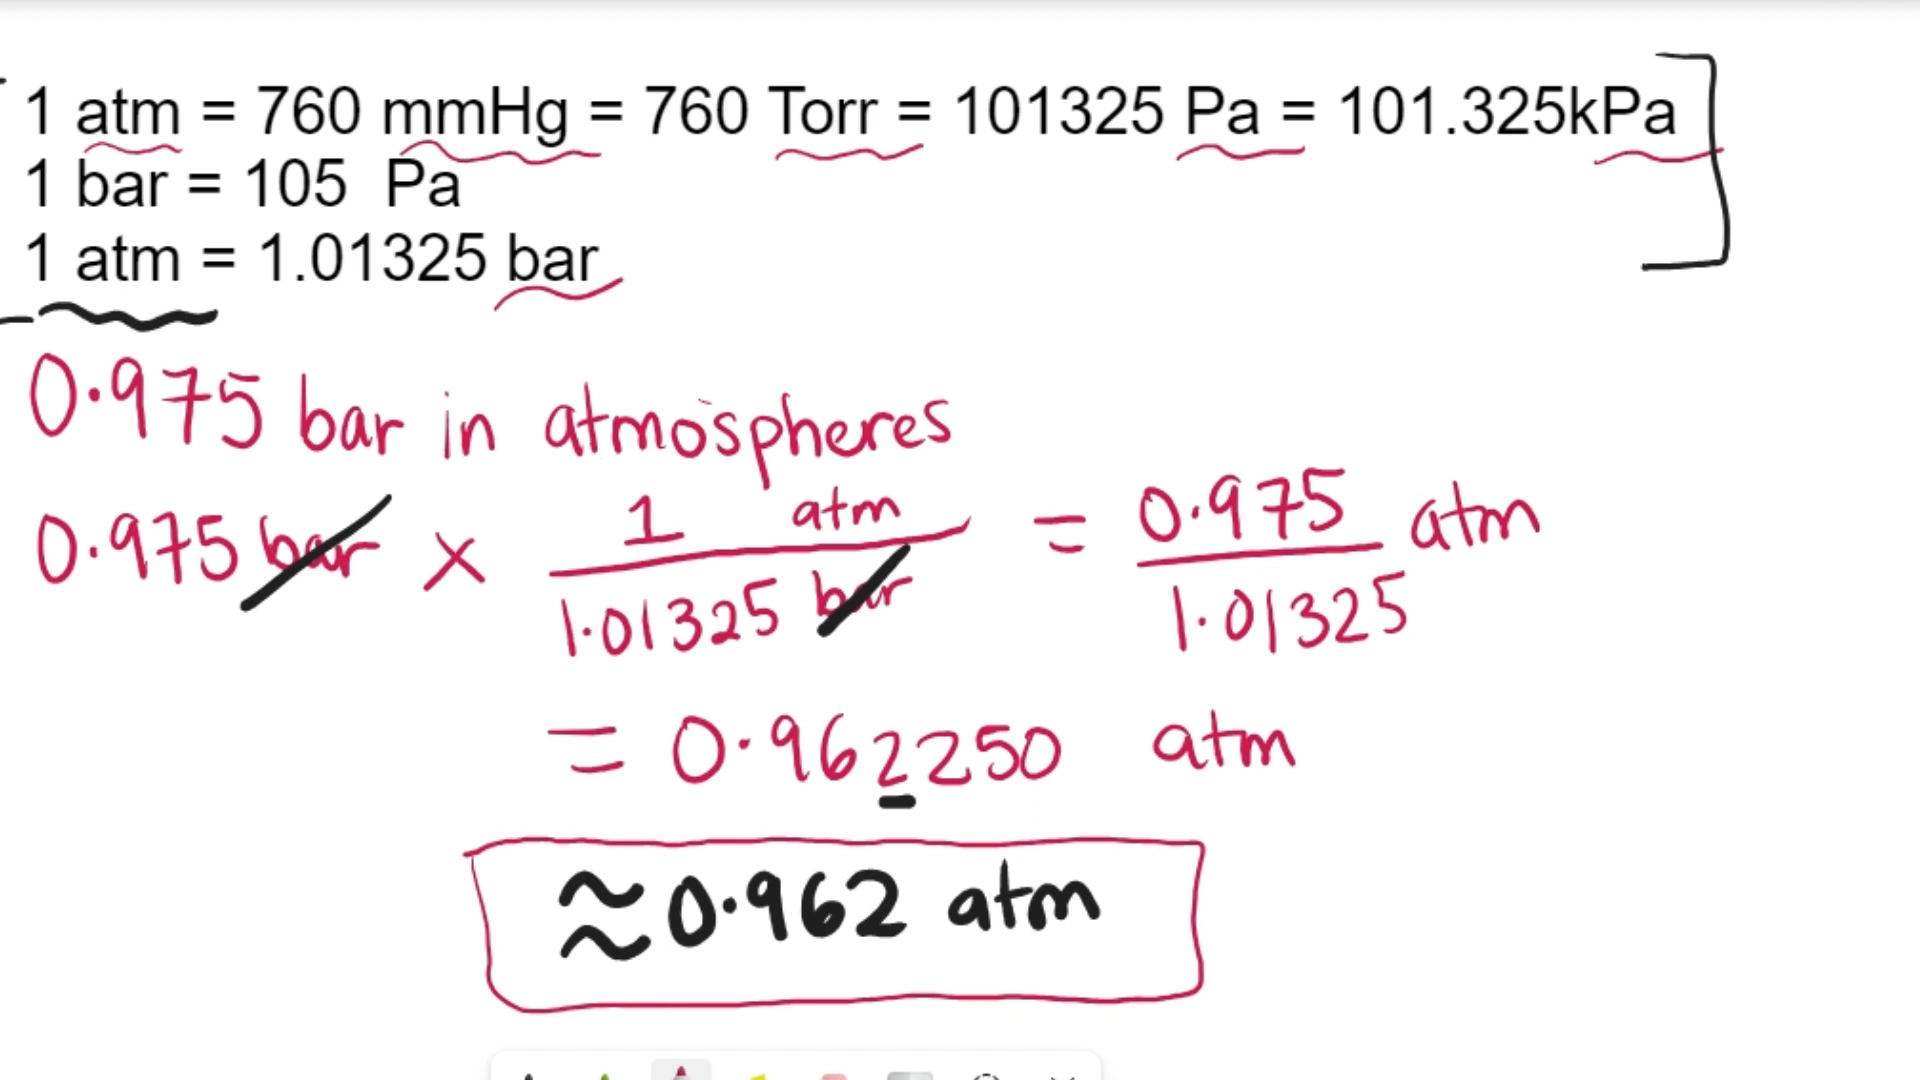 1 atm = 760 mmHg = 760 Torr = 101325 Pa = 101.325kPa
1 bar = 105 Pa
1 atm = 1.01325 bar
0.975 bar in atmospheres
0.975 bar × 1 atm / 1.01325 bar = 0.975 / 1.01325 atm
= 0.962250 atm
≈ 0.962 atm